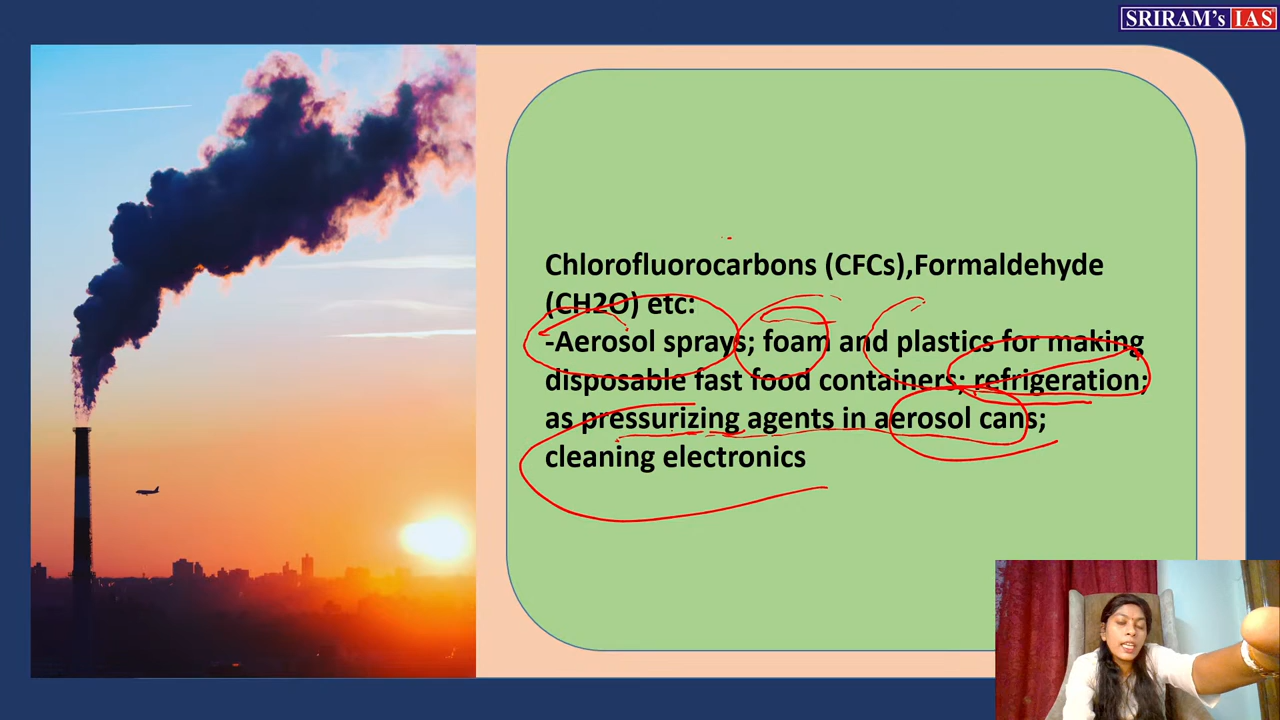 SRIRAM's IAS
Chlorofluorocarbons (CFCs),Formaldehyde
(CH2O) etc:
-Aerosol sprays; foam and plastics for making
disposable fast food containers; refrigeration;
as pressurizing agents in aerosol cans;
cleaning electronics